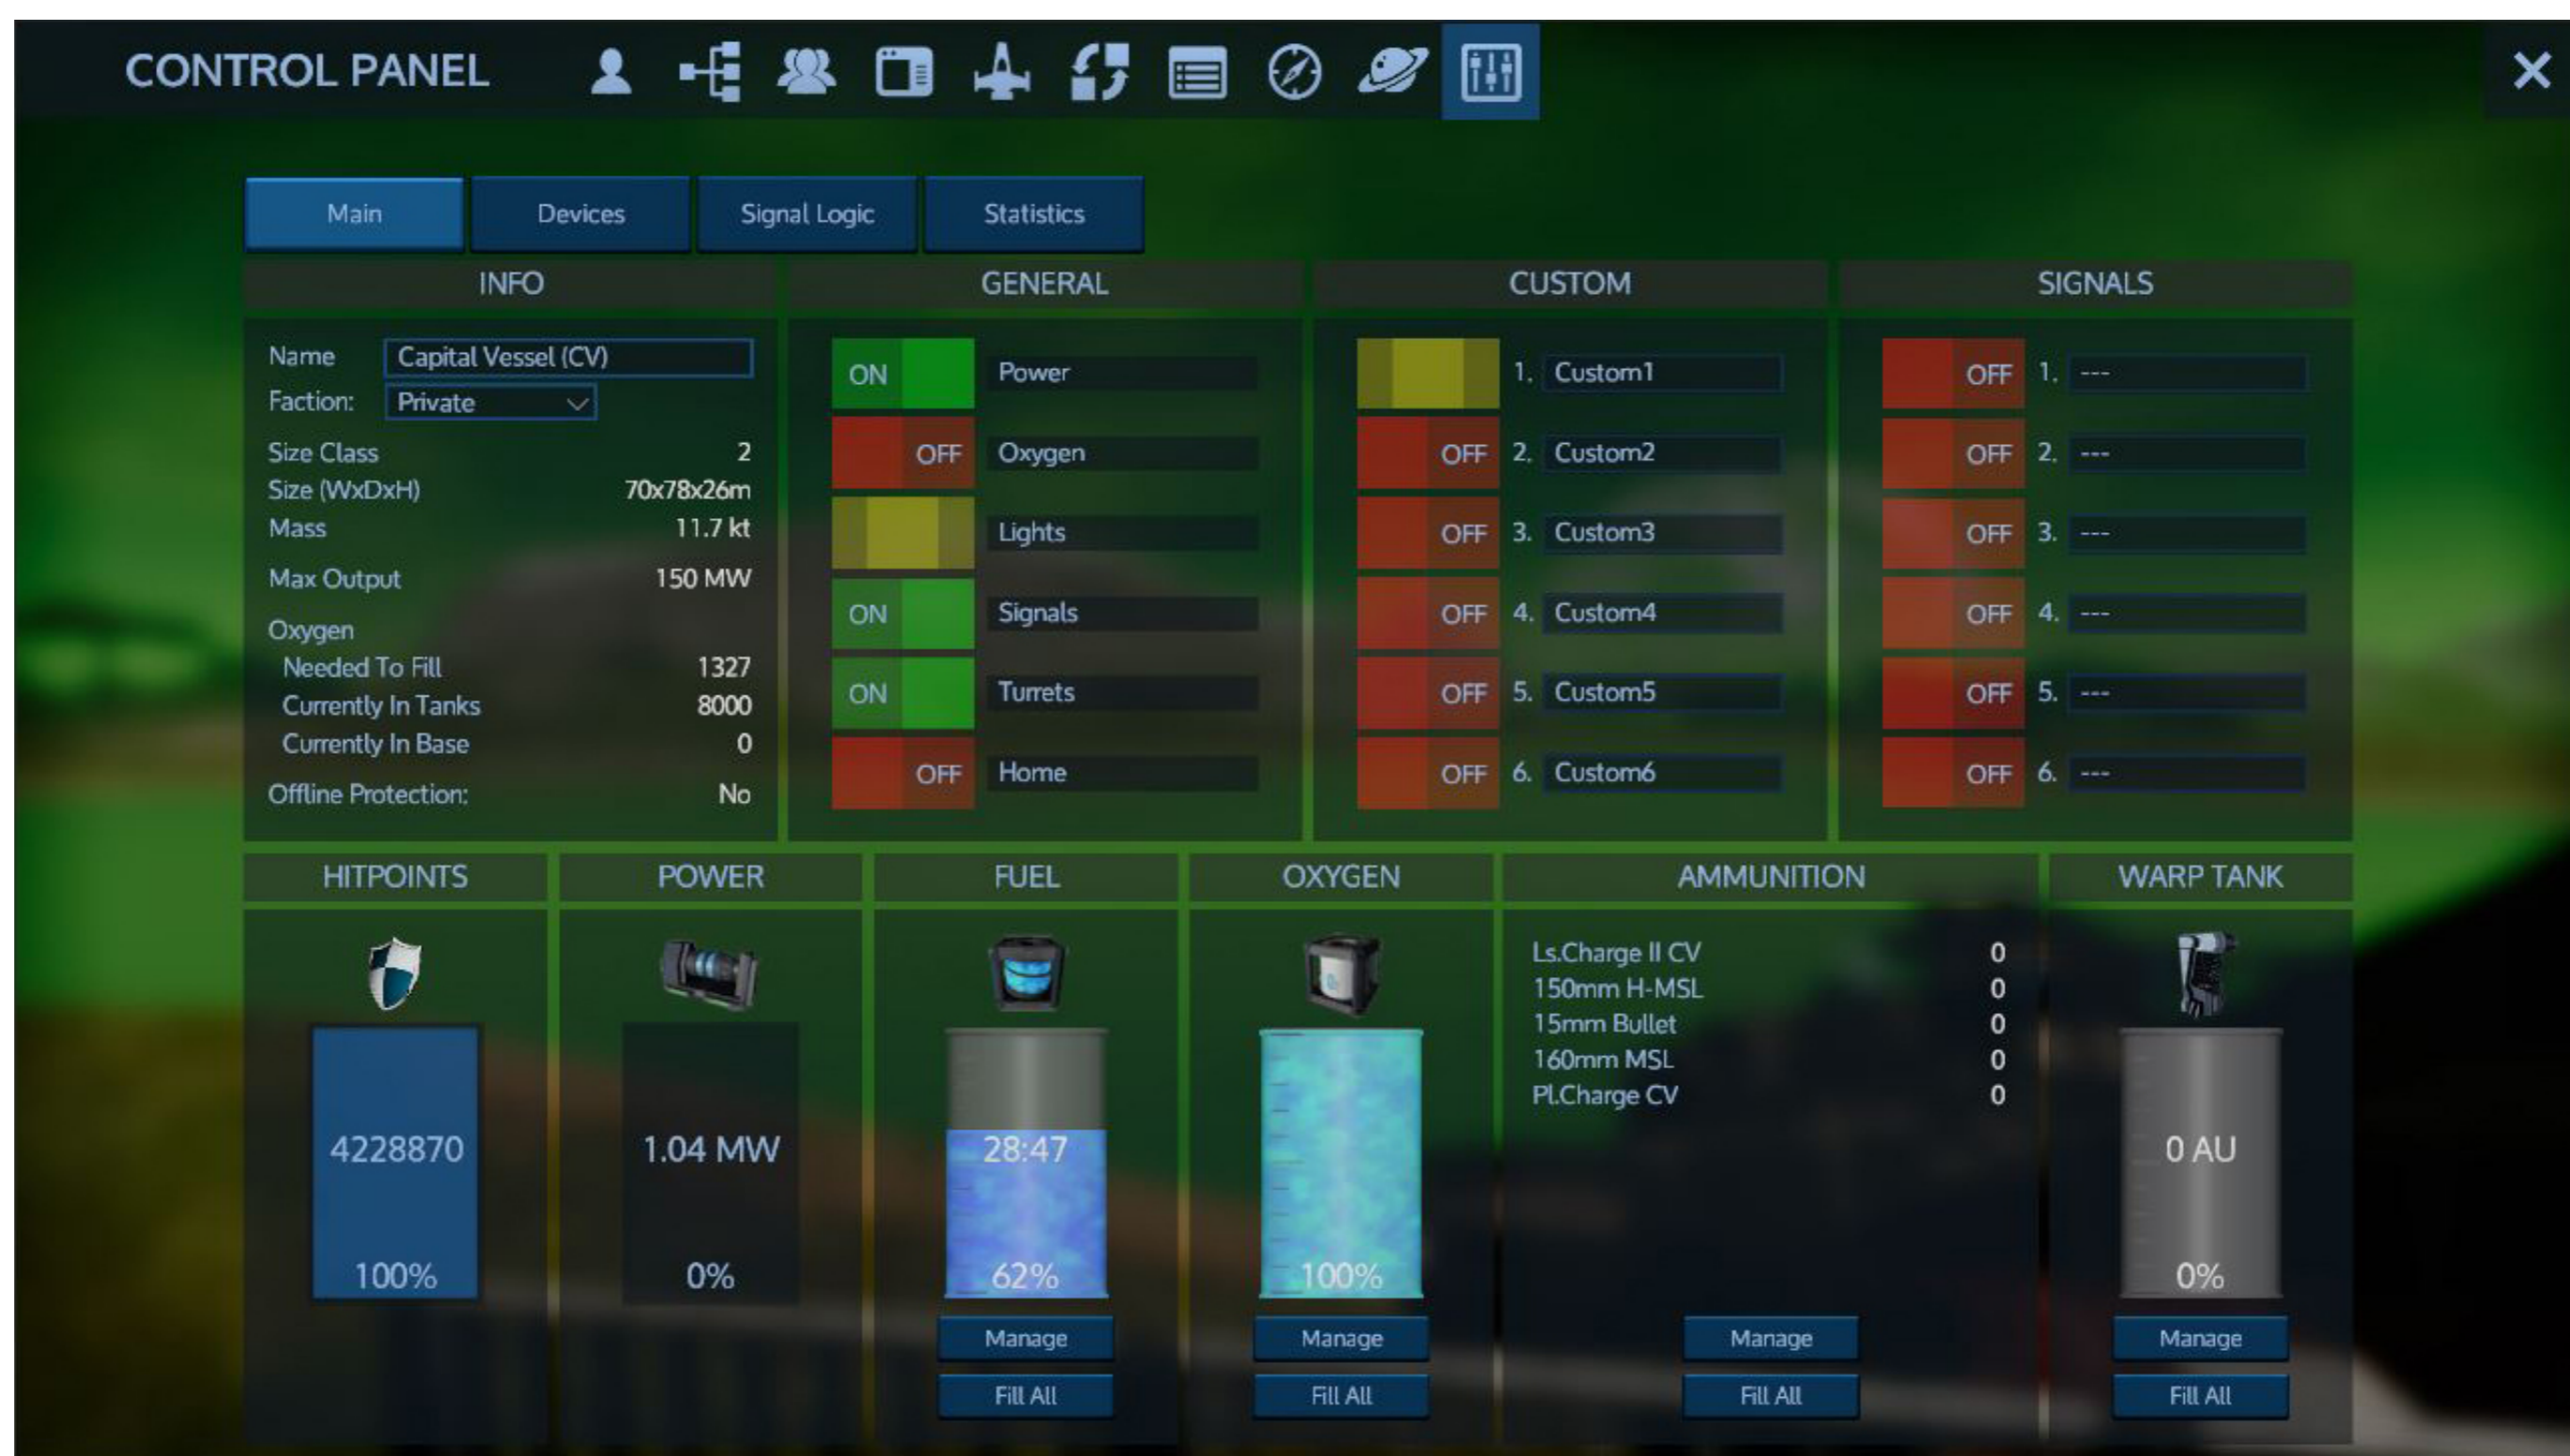 CONTROL PANEL
Main Devices Signal Logic Statistics
INFO
Name Capital Vessel (CV)
Faction: Private
Size Class 2
Size (WxDxH) 70x78x26m
Mass 11.7 kt
Max Output 150 MW
Oxygen
Needed To Fill 1327
Currently In Tanks 8000
Currently In Base 0
Offline Protection: No
GENERAL
ON Power
OFF Oxygen
Lights
ON Signals
ON Turrets
OFF Home
CUSTOM
1. Custom1
OFF 2. Custom2
OFF 3. Custom3
OFF 4. Custom4
OFF 5. Custom5
OFF 6. Custom6
SIGNALS
OFF 1. ---
OFF 2. ---
OFF 3. ---
OFF 4. ---
OFF 5. ---
OFF 6. ---
HITPOINTS
4228870
100%
POWER
1.04 MW
0%
FUEL
28:47
62%
Manage
Fill All
OXYGEN
100%
Manage
Fill All
AMMUNITION
Ls.Charge II CV 0
150mm H-MSL 0
15mm Bullet 0
160mm MSL 0
Pl.Charge CV 0
Manage
Fill All
WARP TANK
0 AU
0%
Manage
Fill All